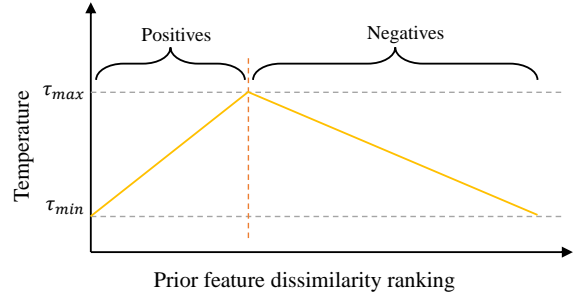 Positives
Negatives
τmax
Temperature
τmin
Prior feature dissimilarity ranking